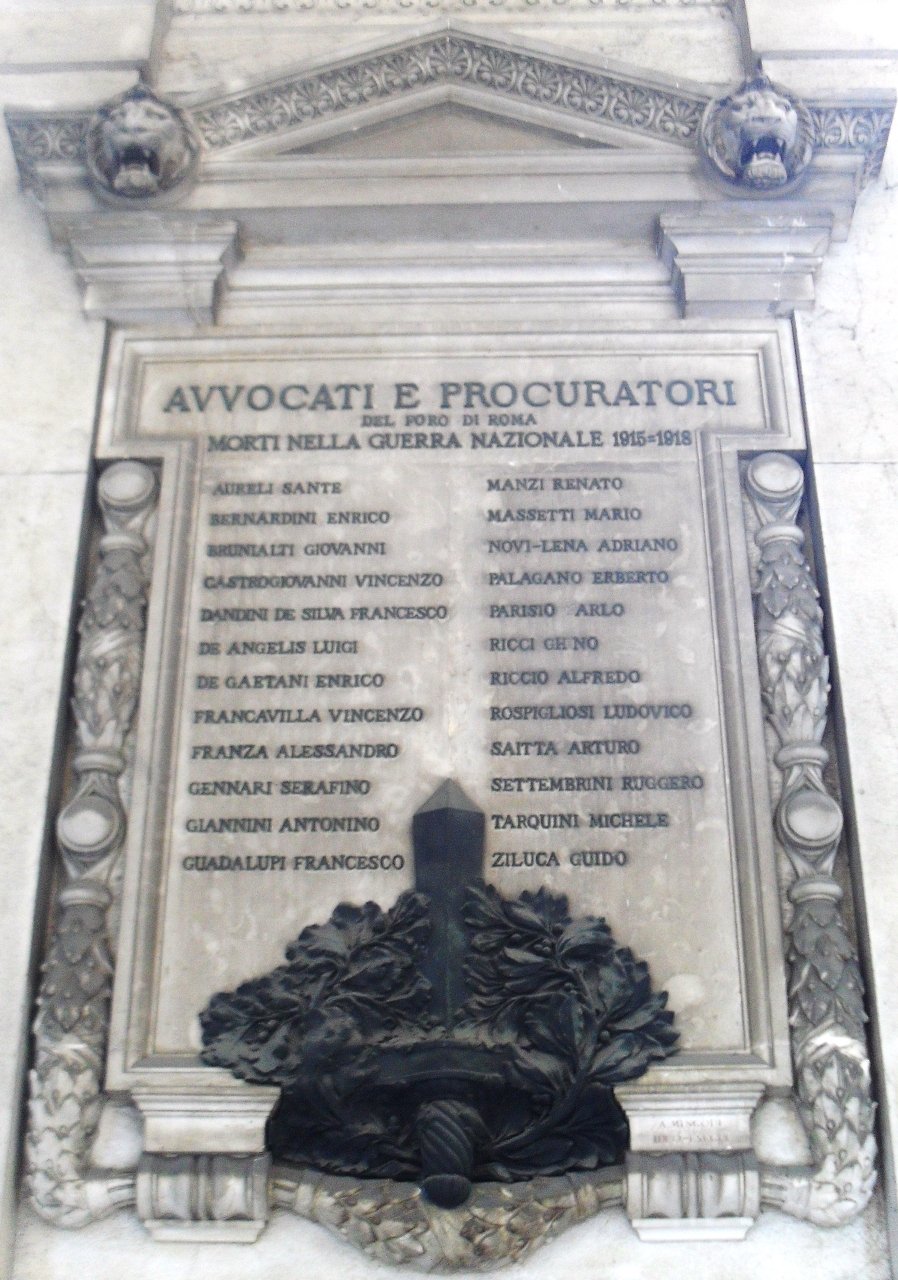 AVVOCATI E PROCURATORI
DEL FORO DI ROMA
MORTI NELLA GUERRA NAZIONALE 1915=1918
AURELI SANTE
BERNARDINI ENRICO
BRUNIALTI GIOVANNI
CASTROGIOVANNI VINCENZO
DANDINI DE SILVA FRANCESCO
DE ANGELIS LUIGI
DE GAETANI ENRICO
FRANCAVILLA VINCENZO
FRANZA ALESSANDRO
GENNARI SERAFINO
GIANNINI ANTONINO
GUADALUPI FRANCESCO
MANZI RENATO
MASSETTI MARIO
NOVI-LENA ADRIANO
PALAGANO ERBERTO
PARISIO ARLO
RICCI
RICCIO ALFREDO
ROSPIGLIOSI LUDOVICO
SAITTA ARTURO
SETTEMBRINI RUGGERO
TARQUINI MICHELE
ZILUCA GUIDO